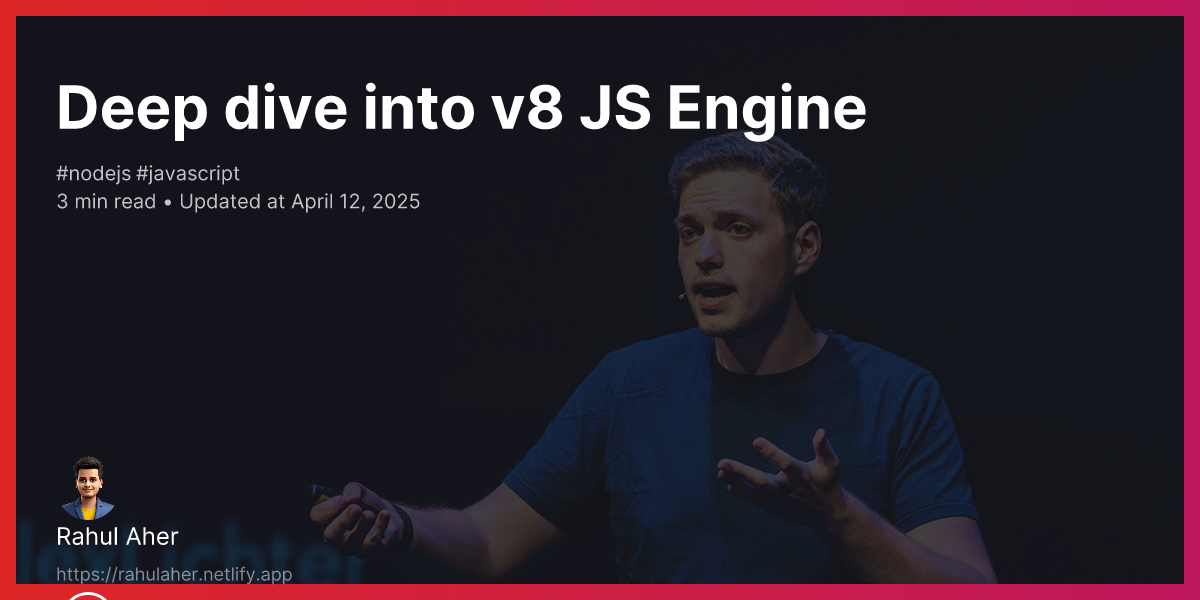 Deep dive into v8 JS Engine
#nodejs #javascript
3 min read • Updated at April 12, 2025
Rahul Aher
https://rahulaher.netlify.app